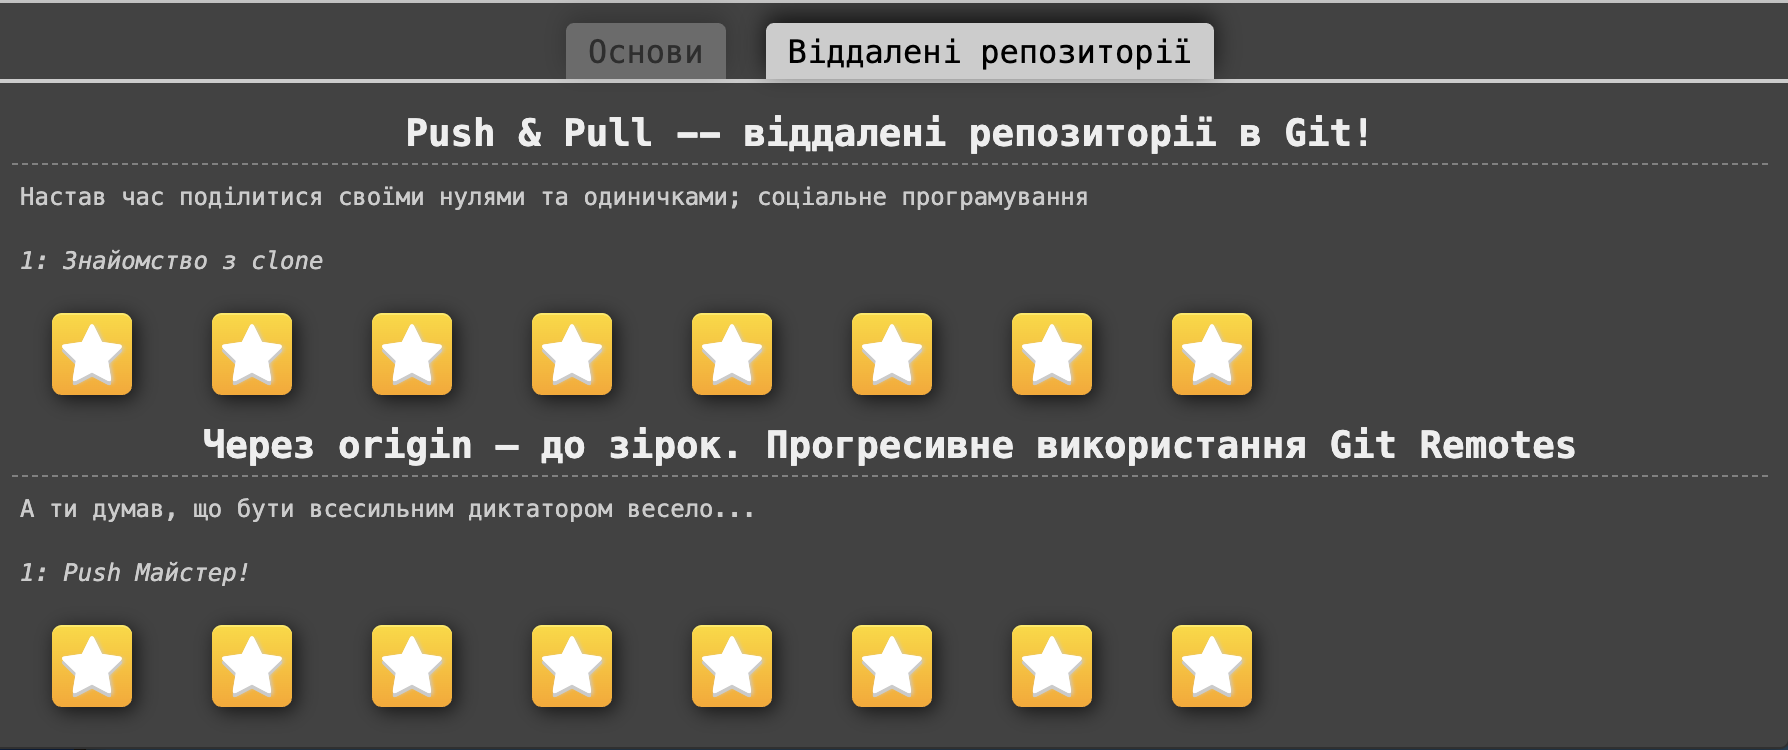 Основи
Віддалені репозиторії
Push & Pull -- віддалені репозиторії в Git!
Настав час поділитися своїми нулями та одиничками; соціальне програмування
1: Знайомство з clone
Через origin – до зірок. Прогресивне використання Git Remotes
А ти думав, що бути всесильним диктатором весело...
1: Push Майстер!